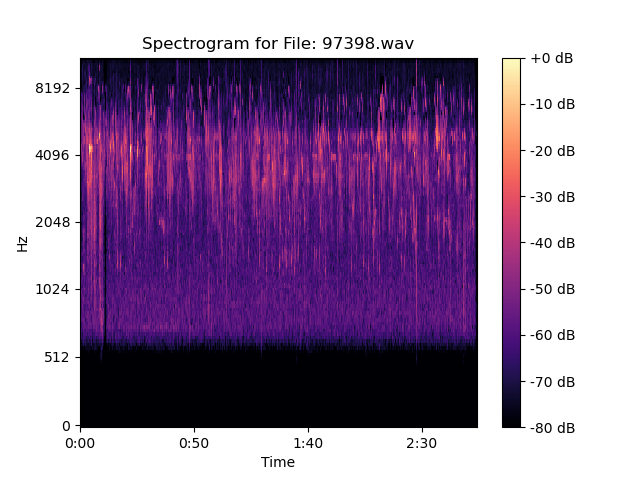 Spectrogram for File: 97398.wav
+0 dB
8192
-10 dB
4096
-20 dB
-30 dB
2048
Hz
-40 dB
1024
-50 dB
-60 dB
512
-70 dB
0
-80 dB
0:00
0:50
1:40
2:30
Time